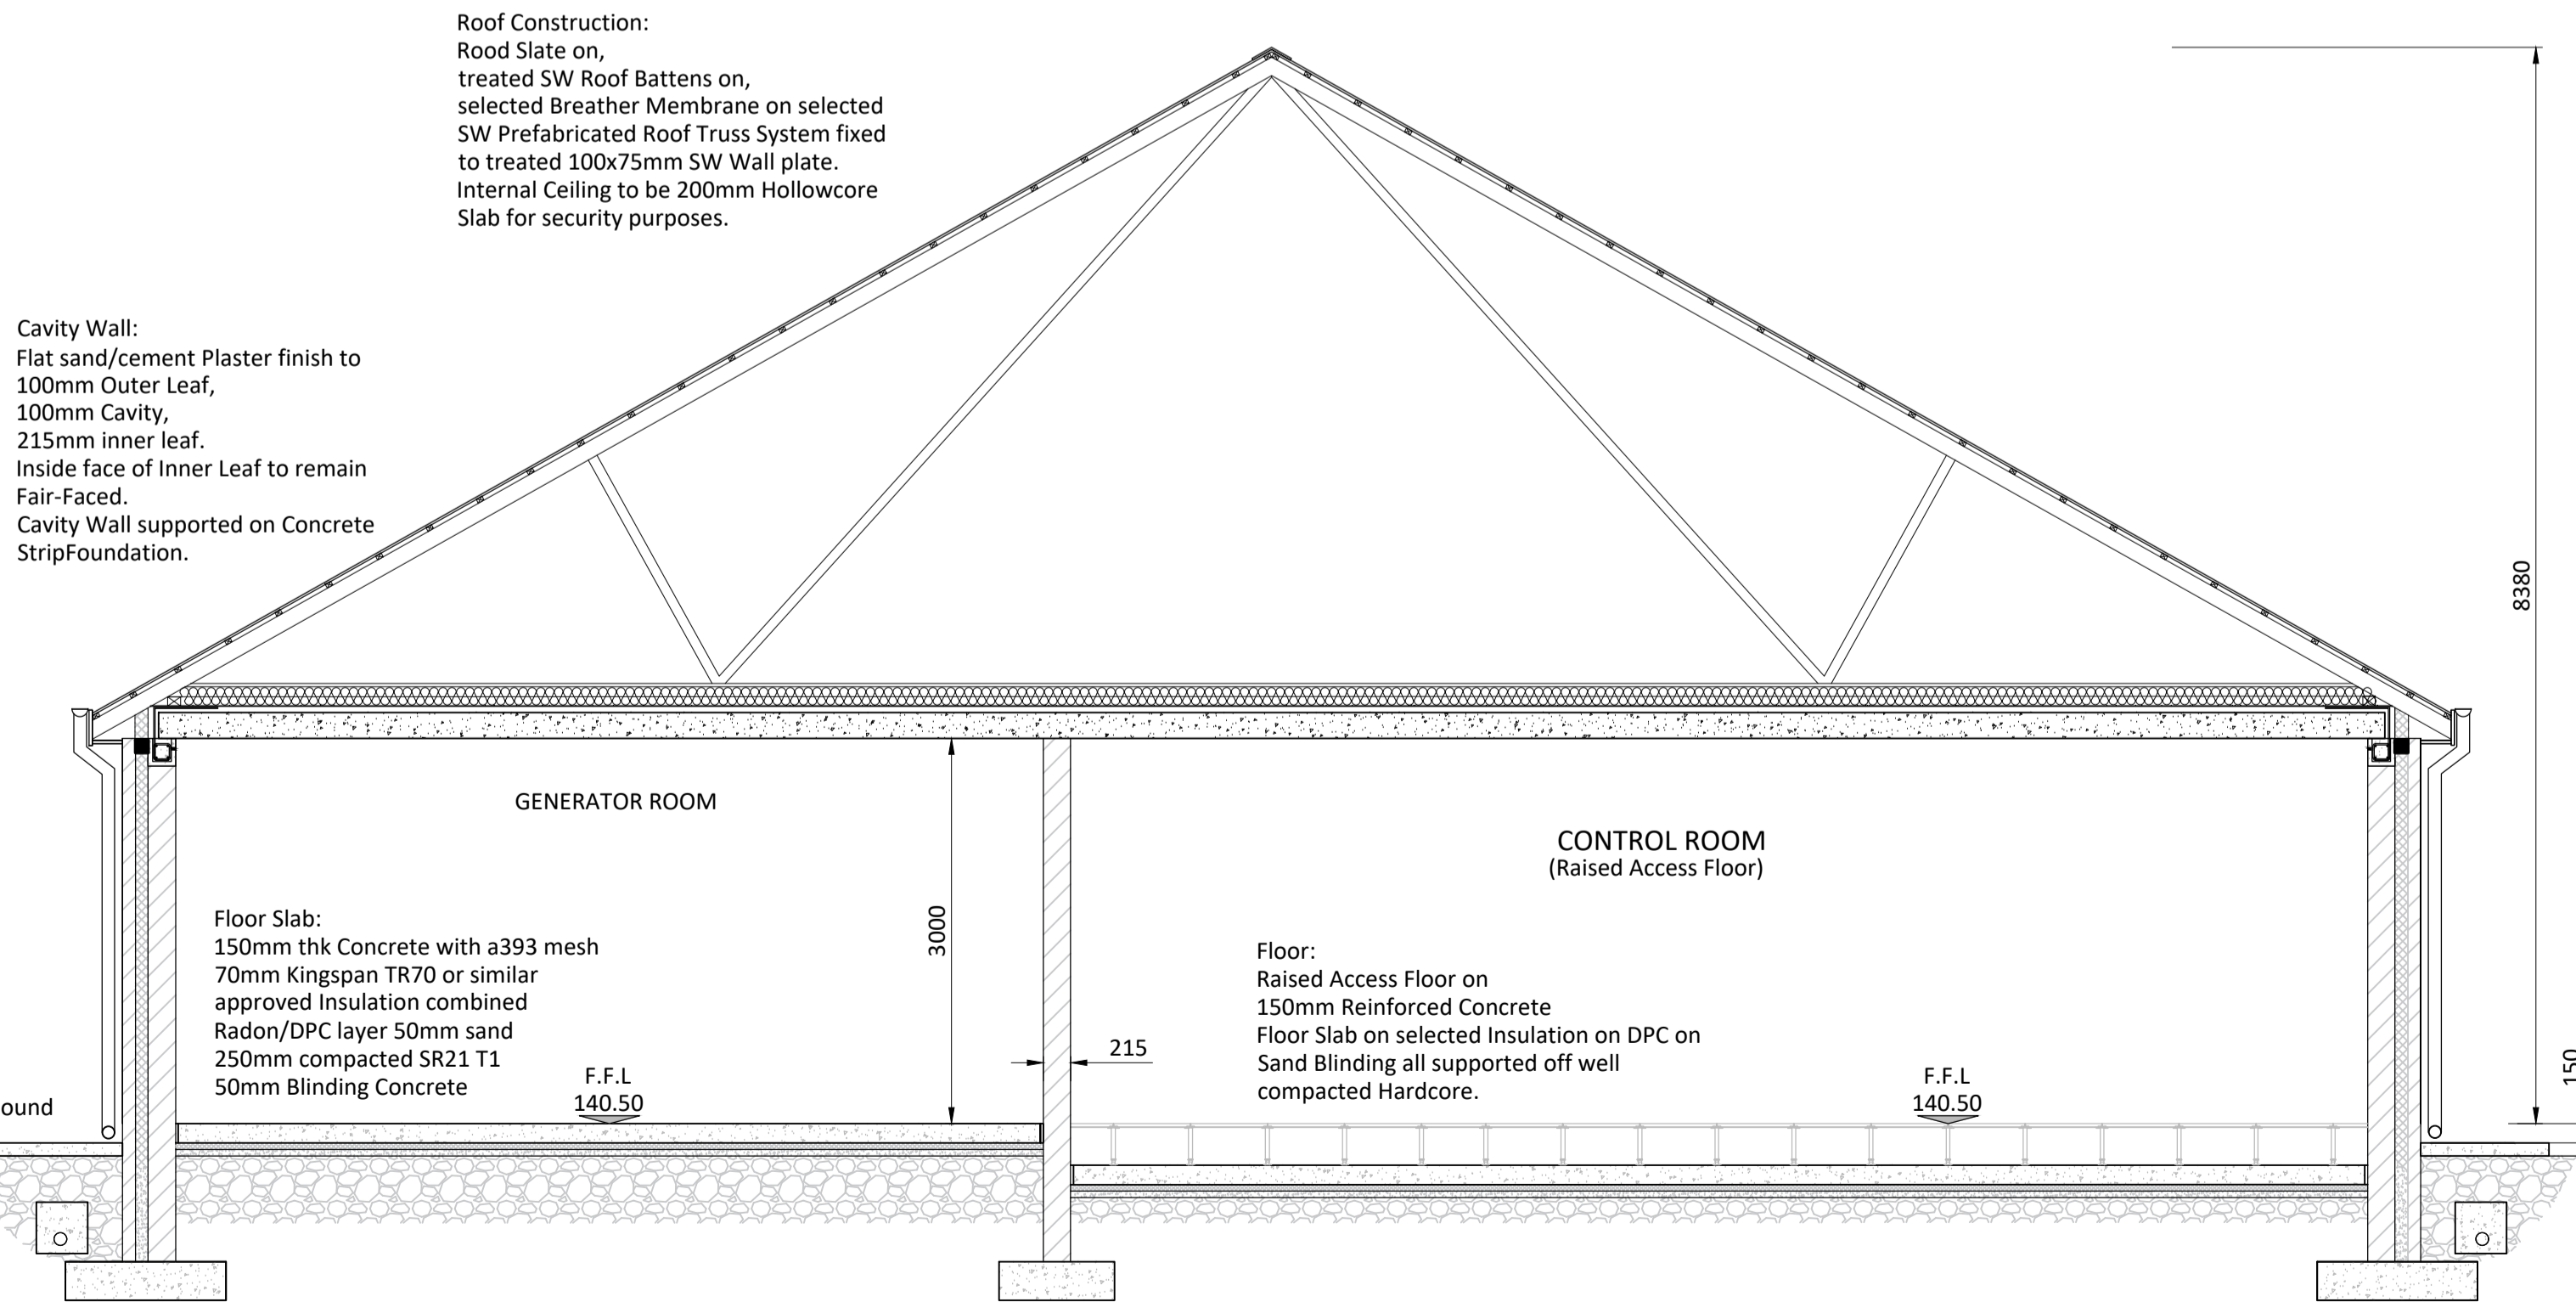 Roof Construction:
Rood Slate on,
treated SW Roof Battens on,
selected Breather Membrane on selected
SW Prefabricated Roof Truss System fixed
to treated 100x75mm SW Wall plate.
Internal Ceiling to be 200mm Hollowcore
Slab for security purposes.
Cavity Wall:
Flat sand/cement Plaster finish to
100mm Outer Leaf,
100mm Cavity,
215mm inner leaf.
Inside face of Inner Leaf to remain
Fair-Faced.
Cavity Wall supported on Concrete
StripFoundation.
8380
GENERATOR ROOM
CONTROL ROOM
(Raised Access Floor)
3000
Floor Slab:
150mm thk Concrete with a393 mesh
70mm Kingspan TR70 or similar
approved Insulation combined
Radon/DPC layer 50mm sand
250mm compacted SR21 T1
50mm Blinding Concrete
F.F.L
140.50
215
Floor:
Raised Access Floor on
150mm Reinforced Concrete
Floor Slab on selected Insulation on DPC on
Sand Blinding all supported off well
compacted Hardcore.
F.F.L
140.50
150
ound